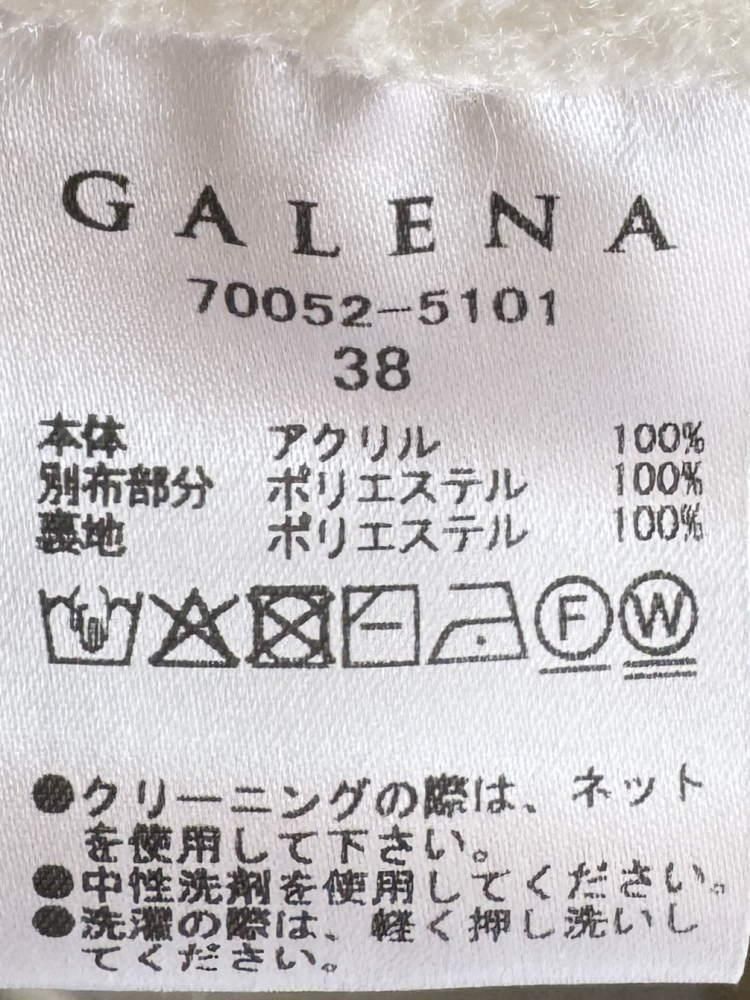 GALENA
70052-5101
38
本体 アクリル 100%
別布部分 ポリエステル 100%
裏地 ポリエステル 100%
F W
●クリーニングの際は、ネット
を使用して下さい。
●中性洗剤を使用してください。
●洗濯の際は、軽く押し洗いし
てください。